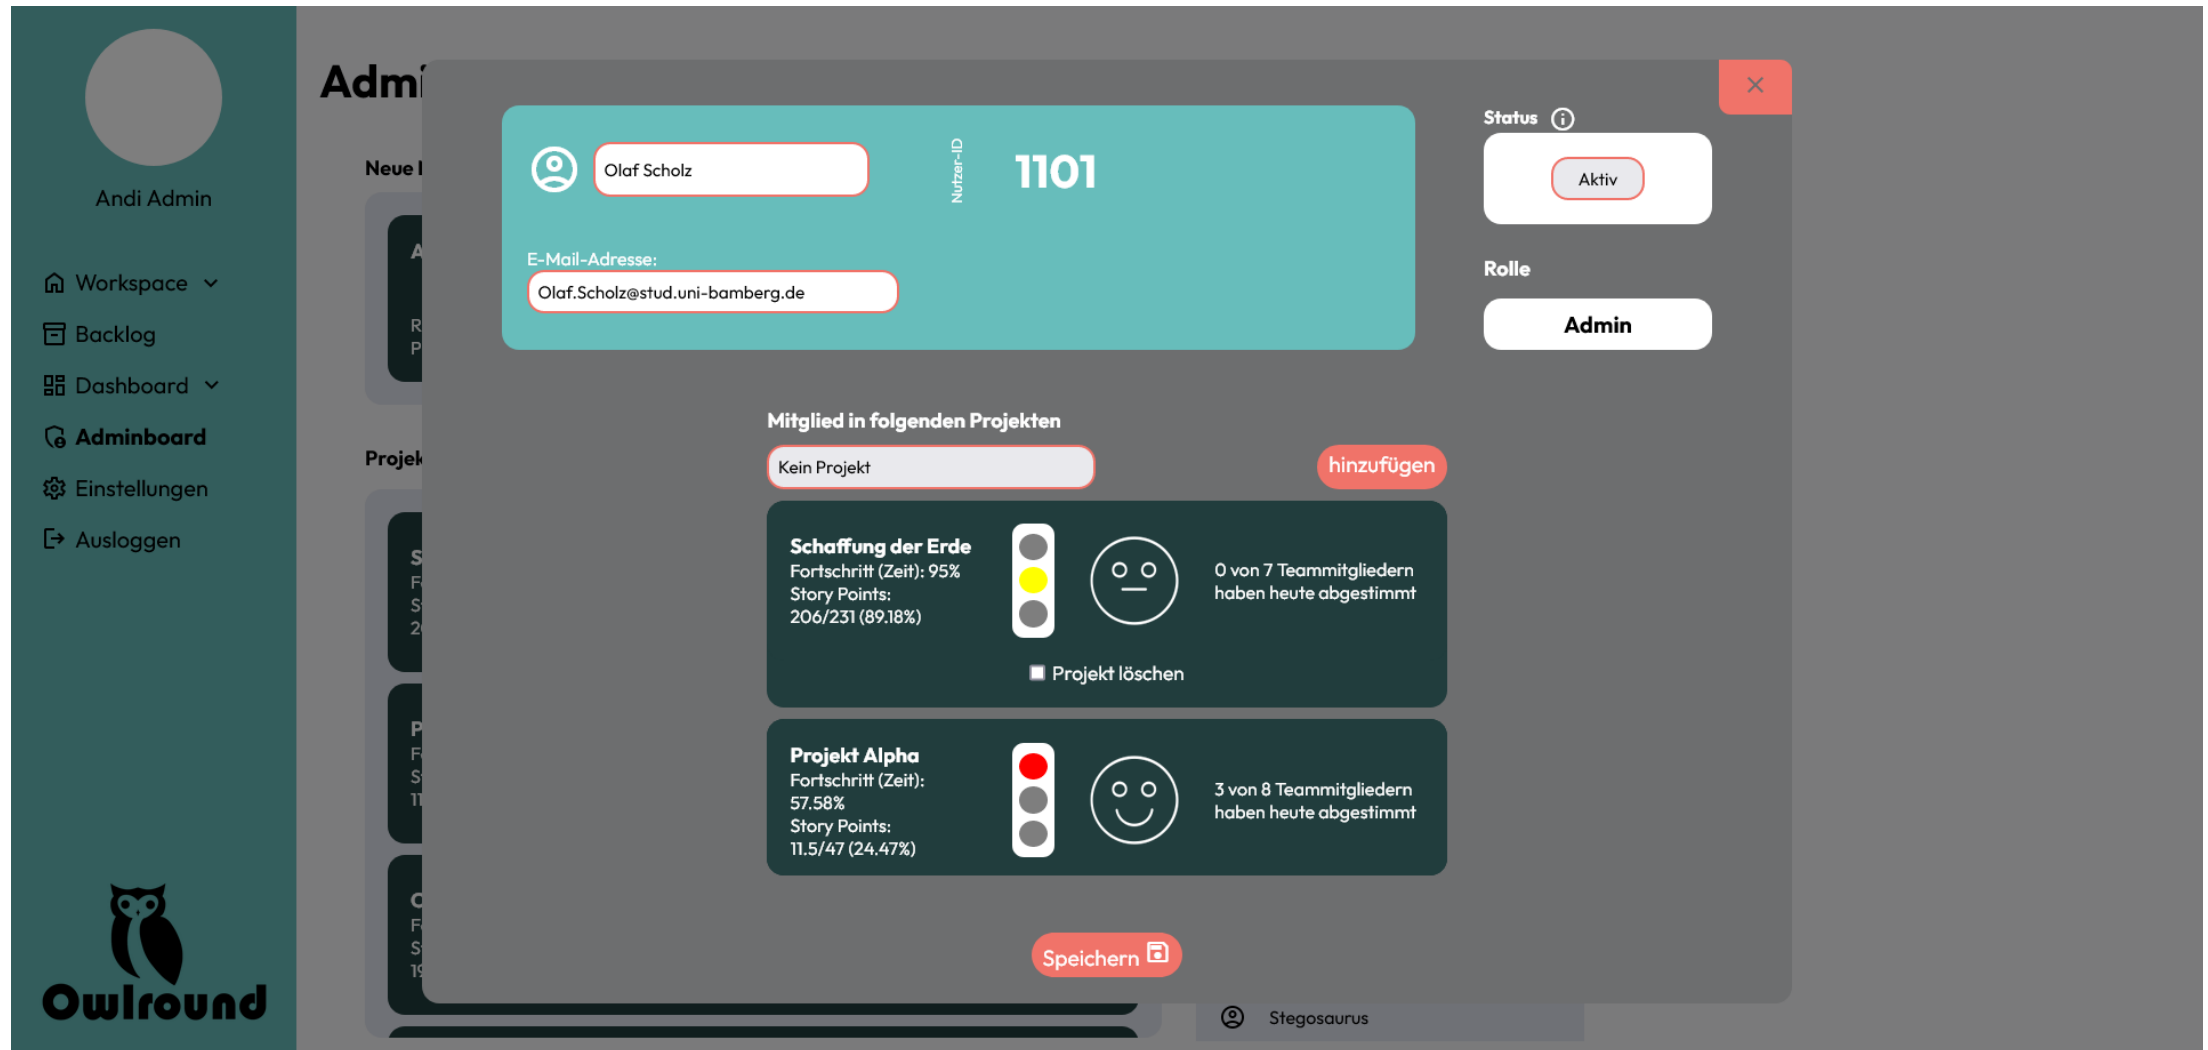 Andi Admin
Workspace
Backlog
Dashboard
Adminboard
Einstellungen
Ausloggen
Owlround
Neue
Projek
Olaf Scholz
Nutzer-ID
1101
E-Mail-Adresse:
Olaf.Scholz@stud.uni-bamberg.de
Status
Aktiv
Rolle
Admin
Mitglied in folgenden Projekten
Kein Projekt
hinzufügen
Schaffung der Erde
Fortschritt (Zeit): 95%
Story Points:
206/231 (89.18%)
0 von 7 Teammitgliedern
haben heute abgestimmt
Projekt löschen
Projekt Alpha
Fortschritt (Zeit):
57.58%
Story Points:
11.5/47 (24.47%)
3 von 8 Teammitgliedern
haben heute abgestimmt
Speichern
Stegosaurus